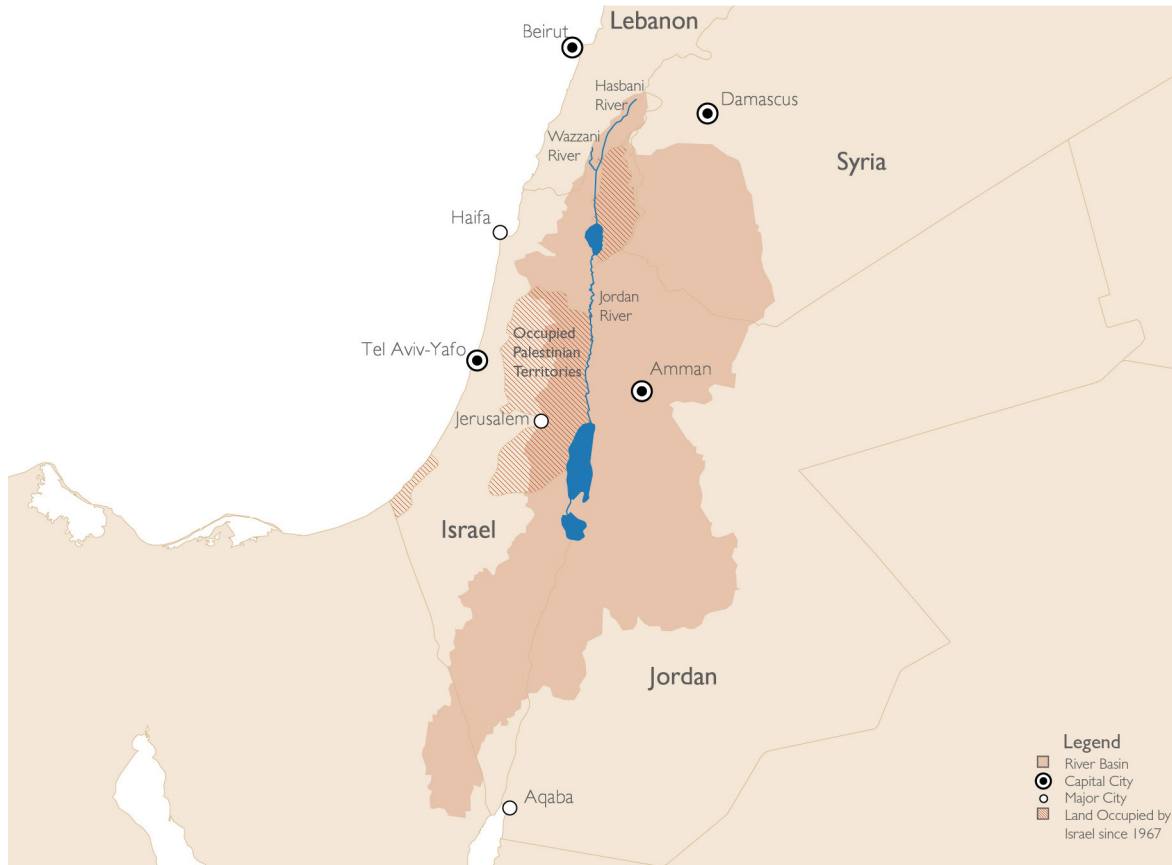 Lebanon
Beirut
Hasbani
River
Damascus
Wazzani
River
Syria
Haifa
Jordan
River
Occupied
Palestinian
Territories
Tel Aviv-Yafo
Amman
Jerusalem
Israel
Jordan
Aqaba
Legend
River Basin
Capital City
Major City
Land Occupied by
Israel since 1967